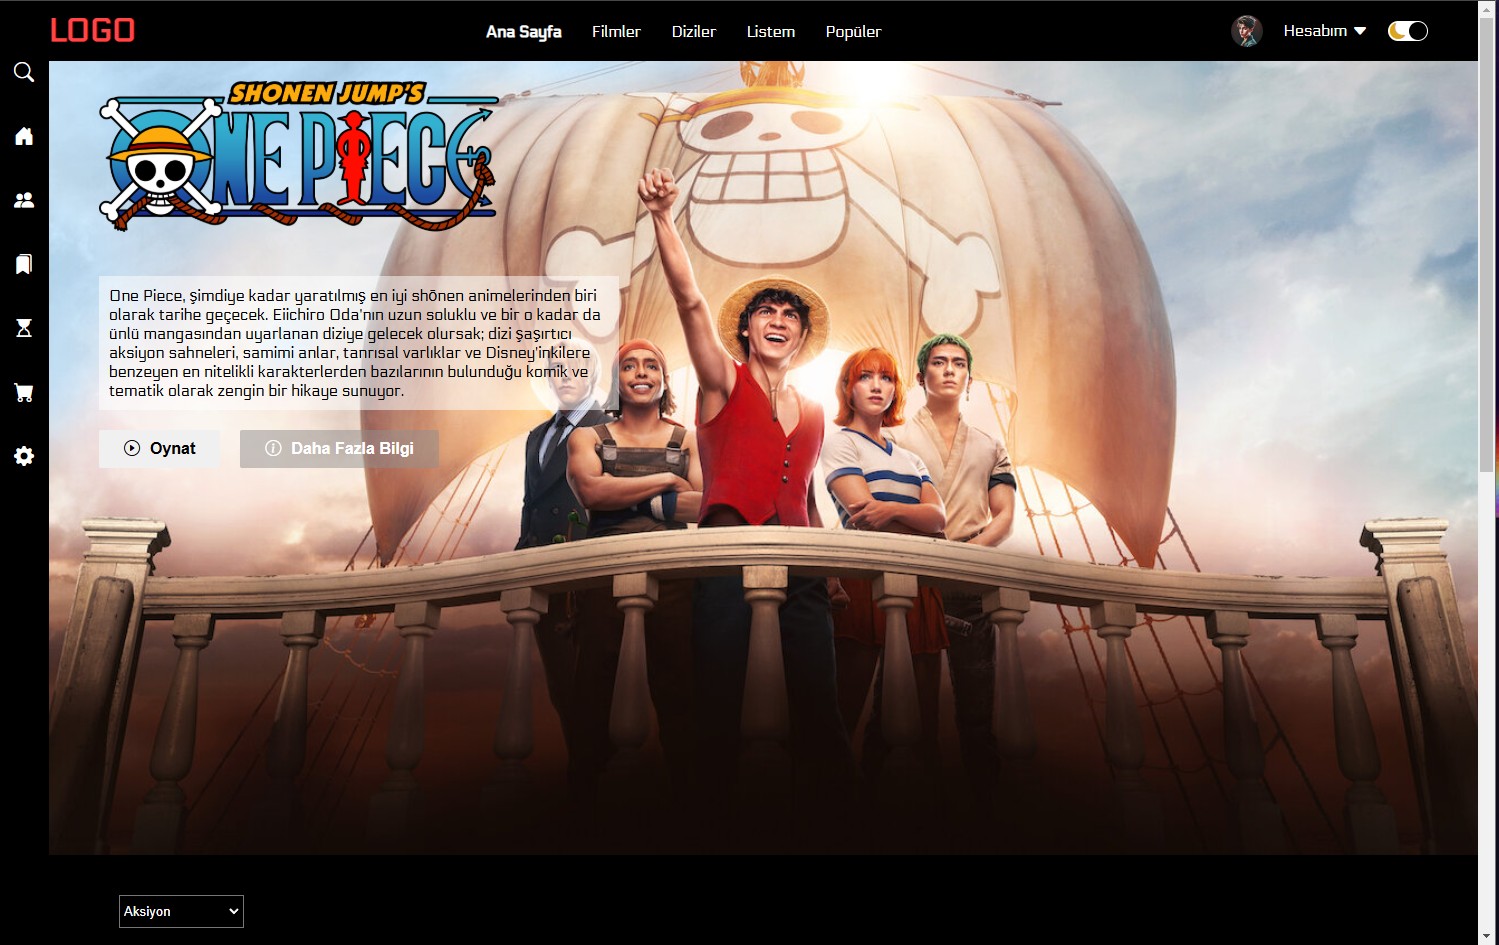 LOGO
Ana Sayfa
Filmler
Diziler
Listem
Popüler
Hesabım
SHONEN JUMP'S
ONE PIECE
One Piece, şimdiye kadar yaratılmış en iyi shōnen animelerinden biri
olarak tarihe geçecek. Eiichiro Oda'nın uzun soluklu ve bir o kadar da
ünlü mangasından uyarlanan diziye gelecek olursak; dizi şaşırtıcı
aksiyon sahneleri, samimi anlar, tanrısal varlıklar ve Disney'inkilere
benzeyen en nitelikli karakterlerden bazılarının bulunduğu komik ve
tematik olarak zengin bir hikaye sunuyor.
Oynat
Daha Fazla Bilgi
Aksiyon